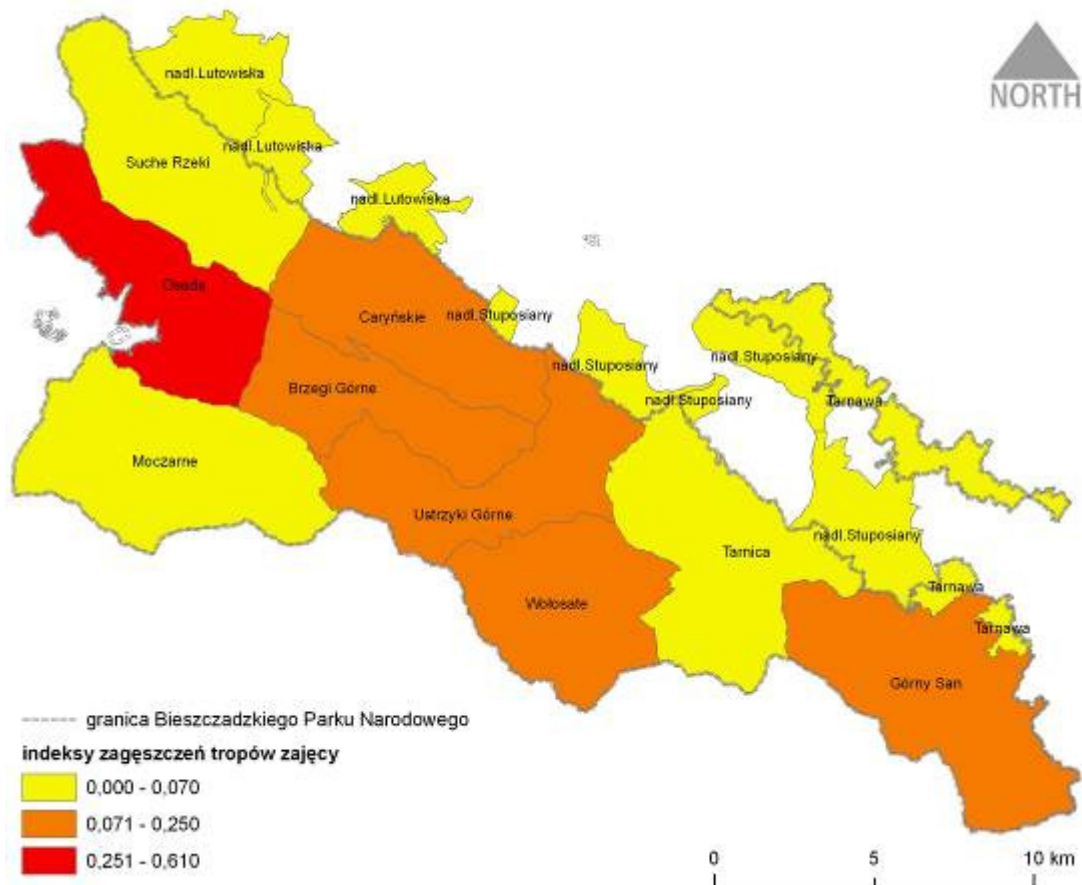 nadl.Lutowiska
NORTH
nadl.Lutowiska
Suche Rzeki
nadl.Lutowiska
Osada
Caryńskie
nadl.Stuposiany
nadl.Stuposiany
nadl.Stuposiany
Brzegi Górne
nadl.Stuposiany
Tarnawa
Moczarne
Ustrzyki Górne
nadl.Stuposiany
Tarnica
Tarnawa
Wołosate
Tarnawa
Górny San
granica Bieszczadzkiego Parku Narodowego
indeksy zagęszczeń tropów zajęcy
0,000 - 0,070
0,071 - 0,250
0,251 - 0,610
0 5 10 km